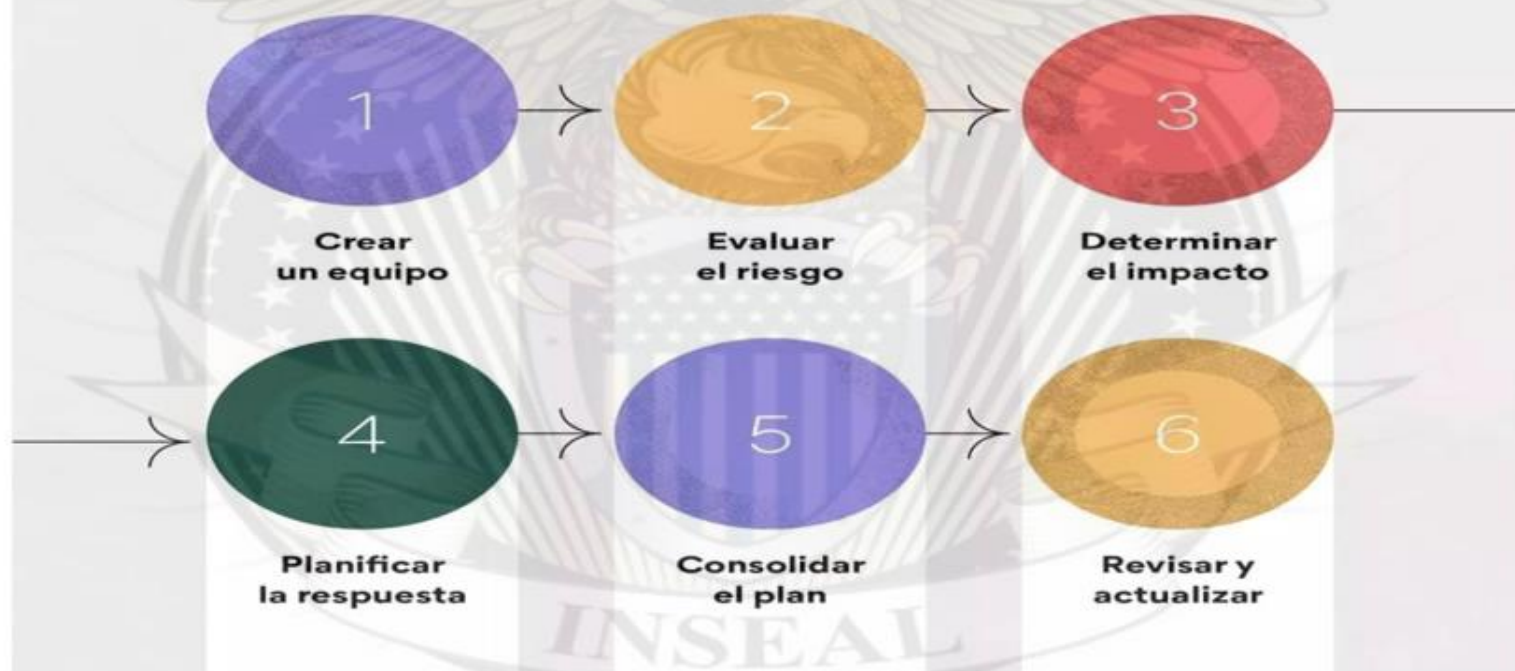 1
2
3
Crear
un equipo
Evaluar
el riesgo
Determinar
el impacto
4
5
6
Planificar
la respuesta
Consolidar
el plan
Revisar y
actualizar
INSEAL